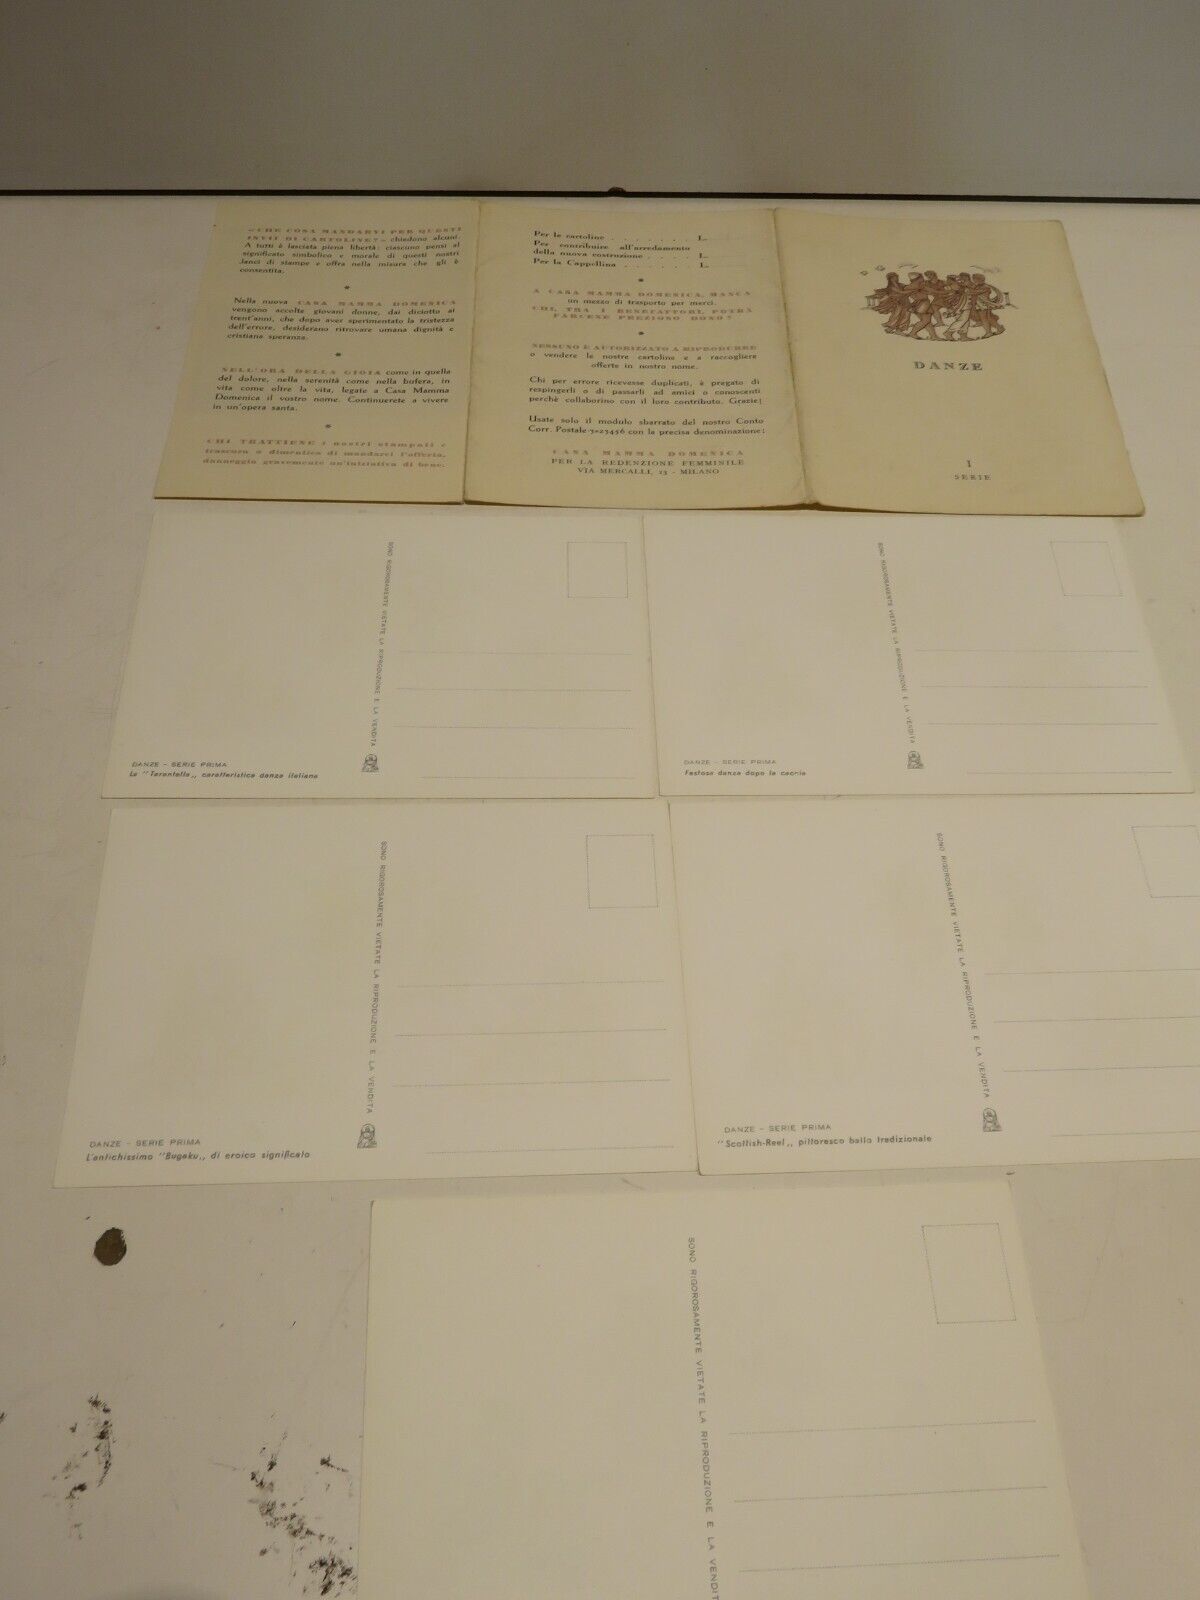 «CHE COSA MANDARVI PER QUESTI
INVII DI CARTOLINE?» chiedono alcuni.
A tutti è lasciata piena libertà: ciascuno pensi al
significato simbolico e morale di questi nostri
lanci di stampe e offra nella misura che gli è
consentita.
*
Nella nuova CASA MAMMA DOMENICA
vengono accolte giovani donne, dai diciotto ai
trent'anni, che dopo aver sperimentato la tristezza
dell'errore, desiderano ritrovare umana dignità e
cristiana speranza.
*
NELL'ORA DELLA GIOIA come in quella
del dolore, nella serenità come nella bufera, in
vita come oltre la vita, legate a Casa Mamma
Domenica il vostro nome. Continuerete a vivere
in un'opera santa.
*
CHI TRATTIENE i nostri stampati e
trascura o dimentica di mandarci l'offerta,
danneggia gravemente un'iniziativa di bene.
Per le cartoline . . . . . . . L.
Per contribuire all'arredamento
della nuova costruzione . . . . L.
Per la Cappellina . . . . . . L.
*
A CASA MAMMA DOMENICA, MANCA
un mezzo di trasporto per merci.
CHI, TRA I BENEFATTORI, POTRÀ
FARCENE PREZIOSO DONO?
*
NESSUNO È AUTORIZZATO A RIPRODURRE
o vendere le nostre cartoline e a raccogliere
offerte in nostro nome.
Chi per errore ricevesse duplicati, è pregato di
respingerli o di passarli ad amici o conoscenti
perchè collaborino con il loro contributo. Grazie!
Usate solo il modulo sbarrato del nostro Conto
Corr. Postale 3=23456 con la precisa denominazione:
CASA MAMMA DOMENICA
PER LA REDENZIONE FEMMINILE
VIA MERCALLI, 23 - MILANO
DANZE
I
SERIE
SONO RIGOROSAMENTE VIETATE LA RIPRODUZIONE E LA VENDITA
DANZE - SERIE PRIMA
La "Tarantella,, caratteristica danza italiana
SONO RIGOROSAMENTE VIETATE LA RIPRODUZIONE E LA VENDITA
DANZE - SERIE PRIMA
Festosa danza dopo la caccia
SONO RIGOROSAMENTE VIETATE LA RIPRODUZIONE E LA VENDITA
DANZE - SERIE PRIMA
L'antichissimo "Bugaku,, di eroico significato
SONO RIGOROSAMENTE VIETATE LA RIPRODUZIONE E LA VENDITA
DANZE - SERIE PRIMA
"Scottish-Reel,, pittoresco ballo tradizionale
SONO RIGOROSAMENTE VIETATE LA RIPRODUZIONE E LA VENDIT